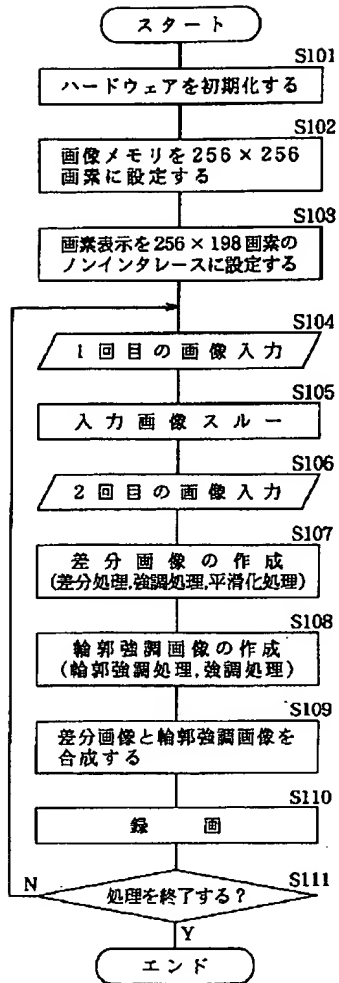 スタート
S101
ハードウェアを初期化する
S102
画像メモリを256×256
画素に設定する
S103
画素表示を256×198画素の
ノンインタレースに設定する
S104
1回目の画像入力
S105
入力画像スルー
S106
2回目の画像入力
S107
差分画像の作成
(差分処理,強調処理,平滑化処理)
S108
輪郭強調画像の作成
(輪郭強調処理,強調処理)
S109
差分画像と輪郭強調画像を
合成する
S110
録画
S111
N
処理を終了する?
Y
エンド